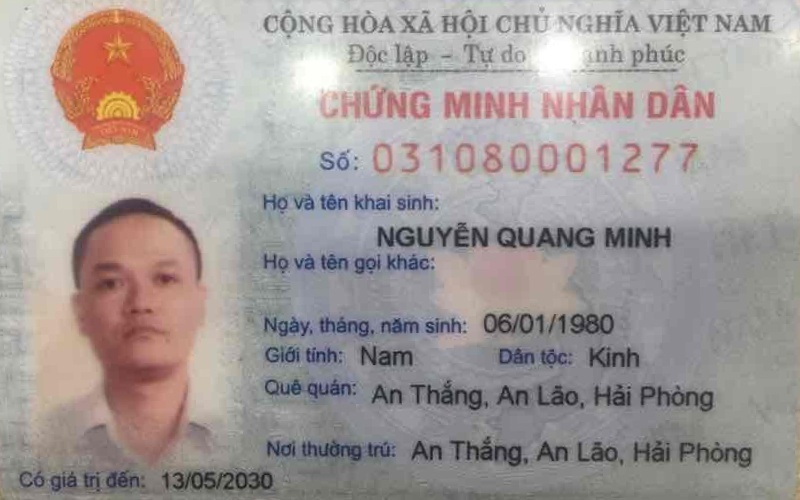 CỘNG HÒA XÃ HỘI CHỦ NGHĨA VIỆT NAM
Độc lập - Tự do phúc
CHỨNG MINH NHÂN DÂN
Số: 031080001277
Họ và tên khai sinh:
NGUYỄN QUANG MINH
Họ và tên gọi khác:
Ngày, tháng, năm sinh: 06/01/1980
Giới tính: Nam Dân tộc: Kinh
Quê quán: An Thắng, An Lão, Hải Phòng
Nơi thường trú: An Thắng, An Lão, Hải Phòng
Có giá trị đến: 13/05/2030